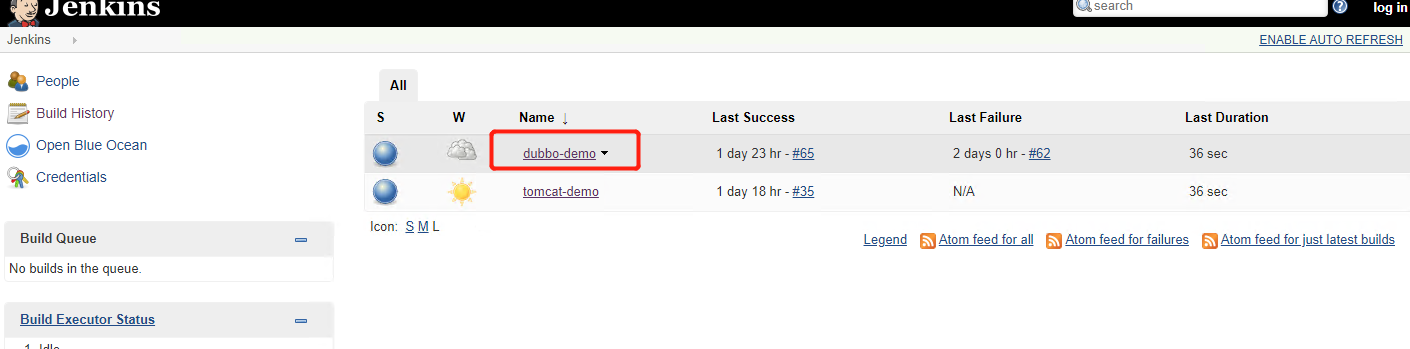 Jenkins
search
log in
Jenkins
ENABLE AUTO REFRESH
People
Build History
Open Blue Ocean
Credentials
Build Queue
No builds in the queue.
Build Executor Status
1 Idle
All
S W Name ↓ Last Success Last Failure Last Duration
dubbo-demo 1 day 23 hr - #65 2 days 0 hr - #62 36 sec
tomcat-demo 1 day 18 hr - #35 N/A 36 sec
Icon: S M L
Legend Atom feed for all Atom feed for failures Atom feed for just latest builds